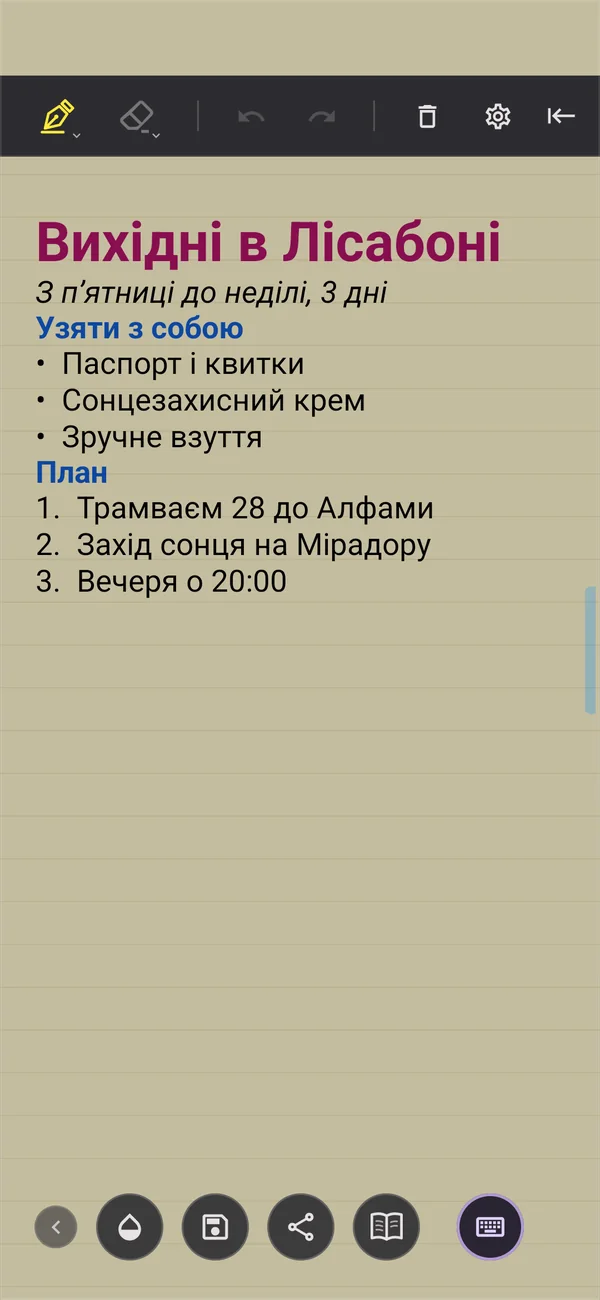 Вихідні в Лісабоні
З п’ятниці до неділі, 3 дні
Узяти з собою
• Паспорт і квитки
• Сонцезахисний крем
• Зручне взуття
План
1. Трамваєм 28 до Алфами
2. Захід сонця на Мірадору
3. Вечеря о 20:00